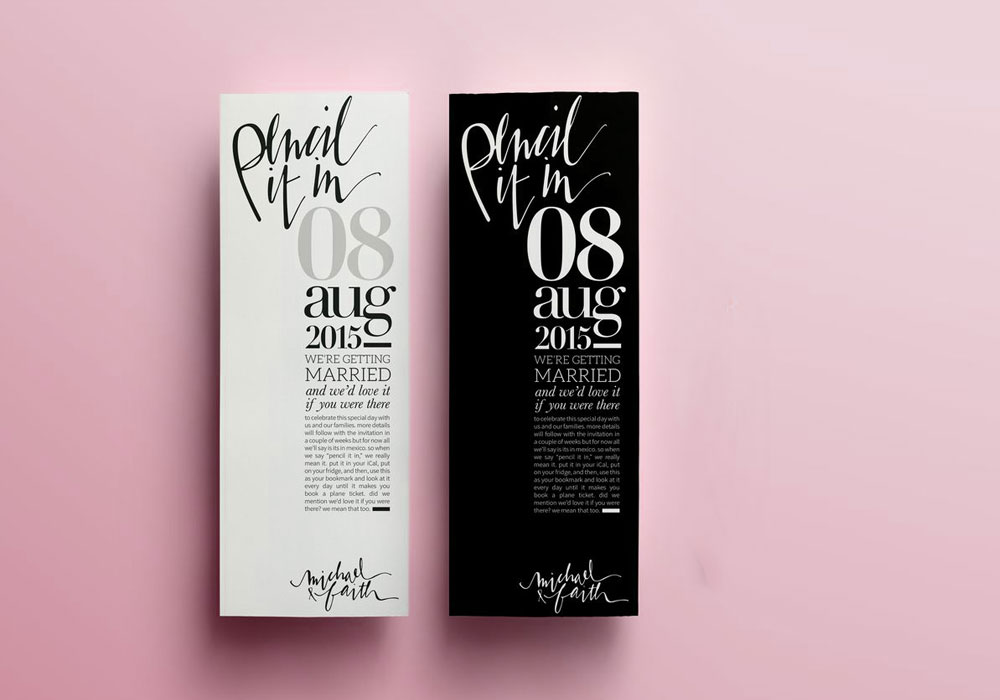 Pencil
it in
08
aug
2015
WE'RE GETTING
MARRIED
and we'd love it
if you were there
to celebrate this special day with
us and our families. more details
will follow with the invitation in
a couple of weeks but for now all
we'll say is its in mexico. so when
we say "pencil it in," we really
mean it. put it in your iCal, put
on your fridge, and then, use this
as your bookmark and look at it
every day until it makes you
book a plane ticket. did we
mention we'd love it if you were
there? we mean that too.
michael
& faith
Pencil
it in
08
aug
2015
WE'RE GETTING
MARRIED
and we'd love it
if you were there
to celebrate this special day with
us and our families. more details
will follow with the invitation in
a couple of weeks but for now all
we'll say is its in mexico. so when
we say "pencil it in," we really
mean it. put it in your iCal, put
on your fridge, and then, use this
as your bookmark and look at it
every day until it makes you
book a plane ticket. did we
mention we'd love it if you were
there? we mean that too.
michael
& faith